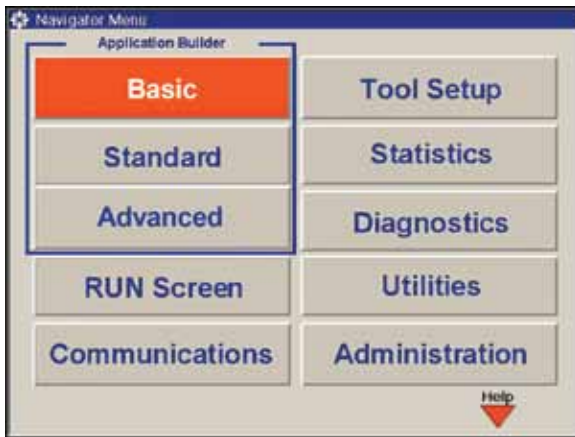 Navigator Menu
Application Builder
Basic
Standard
Advanced
RUN Screen
Communications
Tool Setup
Statistics
Diagnostics
Utilities
Administration
Help